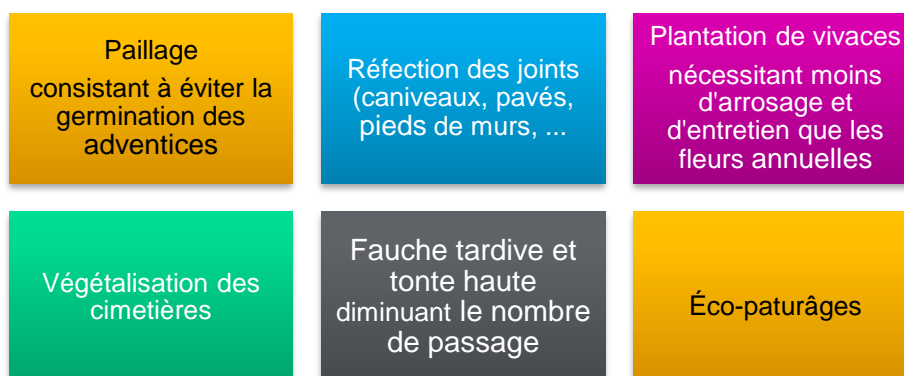 Paillage
consistant à éviter la
germination des
adventices
Réfection des joints
(caniveaux, pavés,
pieds de murs, ...
Plantation de vivaces
nécessitant moins
d'arrosage et
d'entretien que les
fleurs annuelles
Végétalisation des
cimetières
Fauche tardive et
tonte haute
diminuant le nombre
de passage
Éco-paturâges